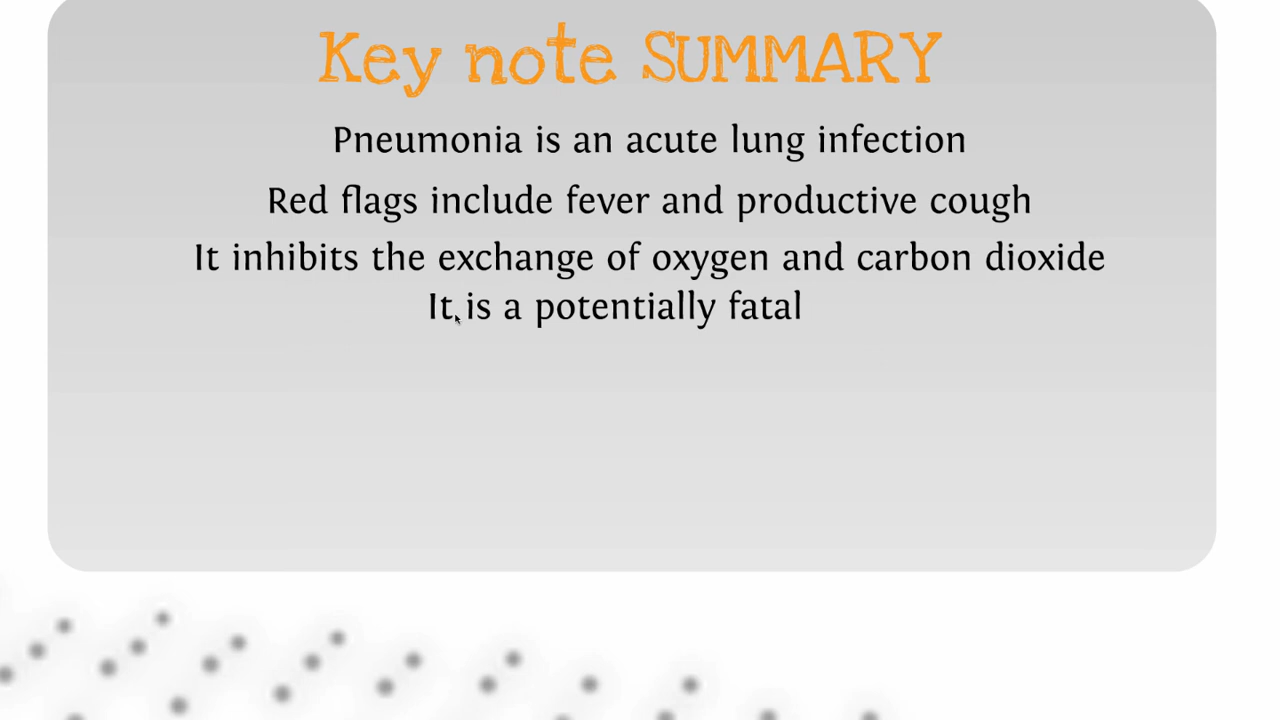 Key note SUMMARY
Pneumonia is an acute lung infection
Red flags include fever and productive cough
It inhibits the exchange of oxygen and carbon dioxide
It is a potentially fatal